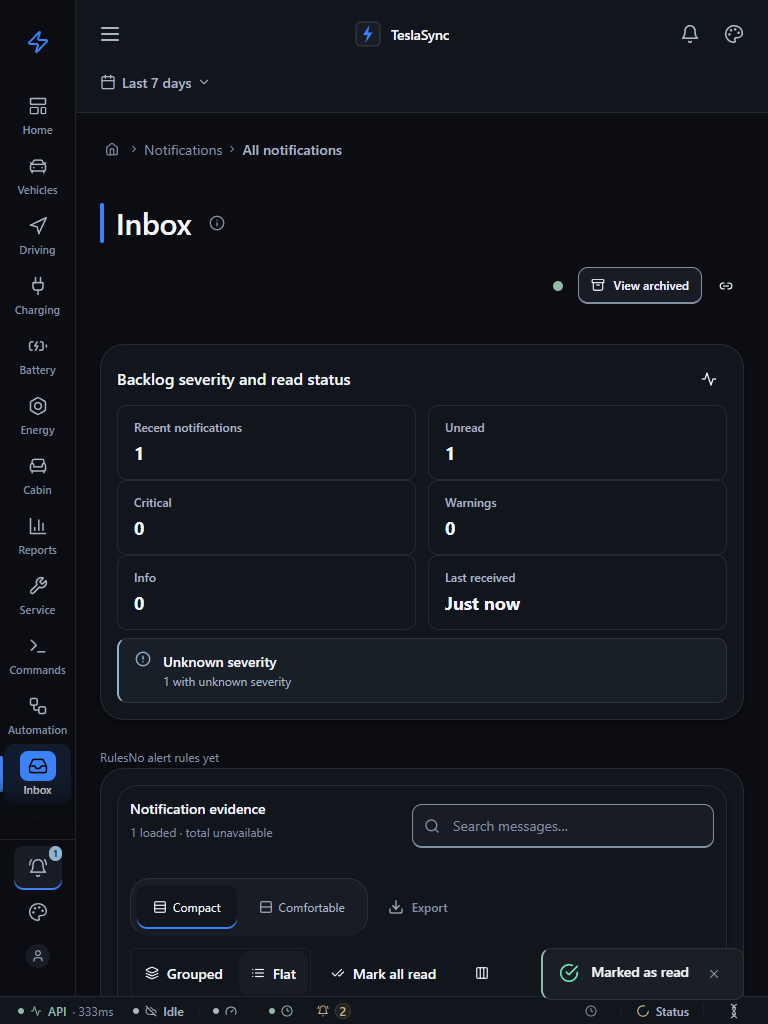 TeslaSync
Last 7 days
Home
Vehicles
Driving
Charging
Battery
Energy
Cabin
Reports
Service
Commands
Automation
Inbox
1
Notifications
All notifications
Inbox
View archived
Backlog severity and read status
Recent notifications
1
Unread
1
Critical
0
Warnings
0
Info
0
Last received
Just now
Unknown severity
1 with unknown severity
RulesNo alert rules yet
Notification evidence
1 loaded · total unavailable
Search messages...
Compact
Comfortable
Export
Grouped
Flat
Mark all read
Marked as read
API · 333ms
Idle
2
Status